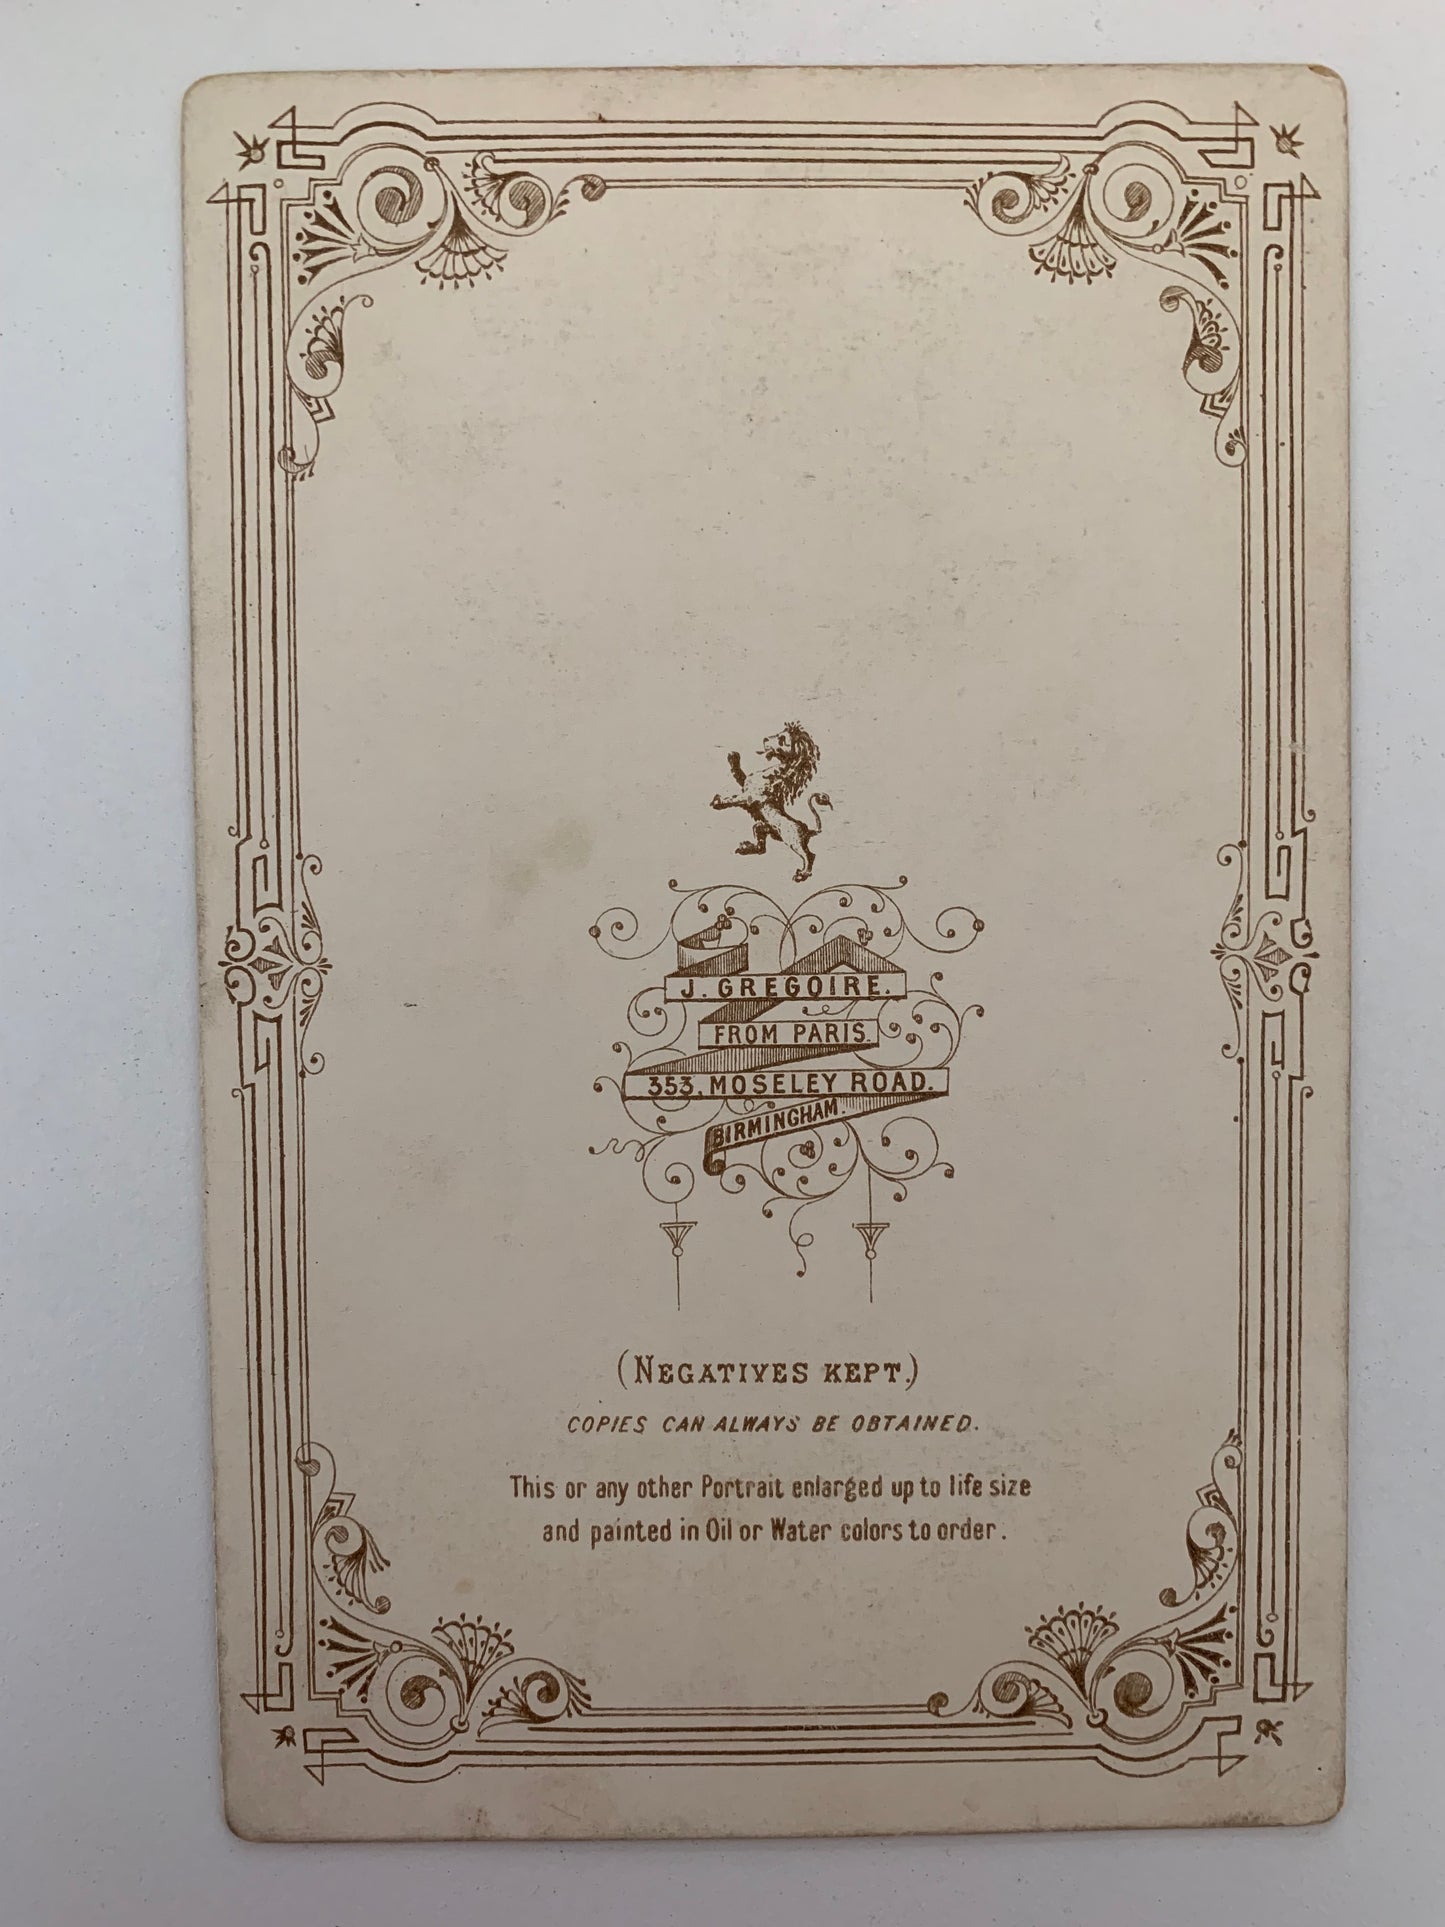 J. GREGOIRE.
FROM PARIS.
353, MOSELEY ROAD.
BIRMINGHAM.
(NEGATIVES KEPT.)
COPIES CAN ALWAYS BE OBTAINED.
This or any other Portrait enlarged up to life size
and painted in Oil or Water colors to order.